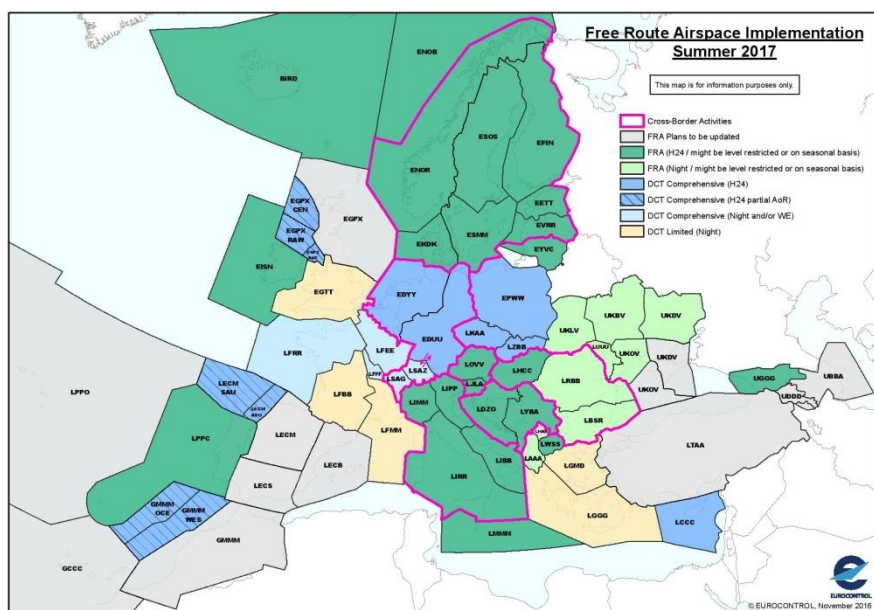 Free Route Airspace Implementation
Summer 2017
This map is for information purposes only.
Cross-Border Activities
FRA Plans to be updated
FRA (H24 / might be level restricted or on seasonal basis)
FRA (Night / might be level restricted or on seasonal basis)
DCT Comprehensive (H24)
DCT Comprehensive (H24 partial AoR)
DCT Comprehensive (Night and/or WE)
DCT Limited (Night)
ENOB
BIRD
ESOS
EFIN
ENOR
EGPX
CEN
EGPX
EGPX
RAW
EETT
EVRR
EKDK
ESMM
EYVC
EISN
EGTT
EDYY
EPWW
UKLV
UKBV
UKDV
EDUU
LKAA
LZBB
LFRR
LFEE
LSAZ
LSAG
LOVV
LHCC
UKOV
UKDV
LPPO
LECM
SAU
LFBB
LIMM
LIPP
LJLA
LRBB
UKOV
UGGG
UBBA
UDDD
LFMM
LDZO
LYBA
LBSR
LPPC
LECM
LECB
LWSS
LAAA
LTAA
LECS
LIRR
LIBB
LGMD
GMMM
OCE
GMMM
WES
LGGG
LCCC
GMMM
LMMM
GCCC
EUROCONTROL
© EUROCONTROL, November 2016